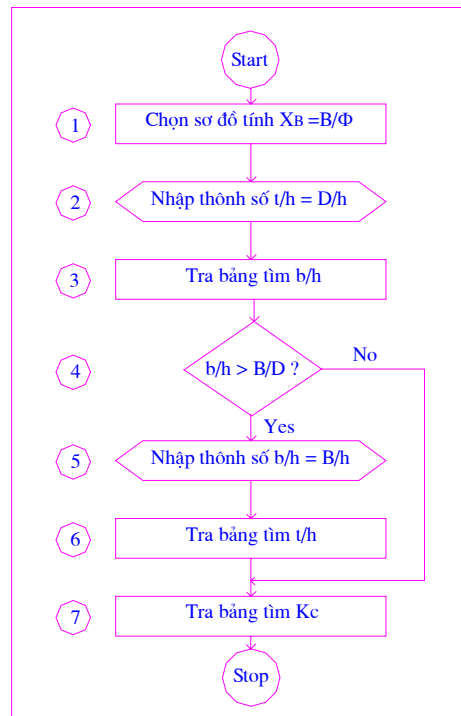 Start
1
Chọn sơ đồ tính XB =B/Φ
2
Nhập thônh số t/h = D/h
3
Tra bảng tìm b/h
4
b/h > B/D ?
No
Yes
5
Nhập thônh số b/h = B/h
6
Tra bảng tìm t/h
7
Tra bảng tìm Kc
Stop